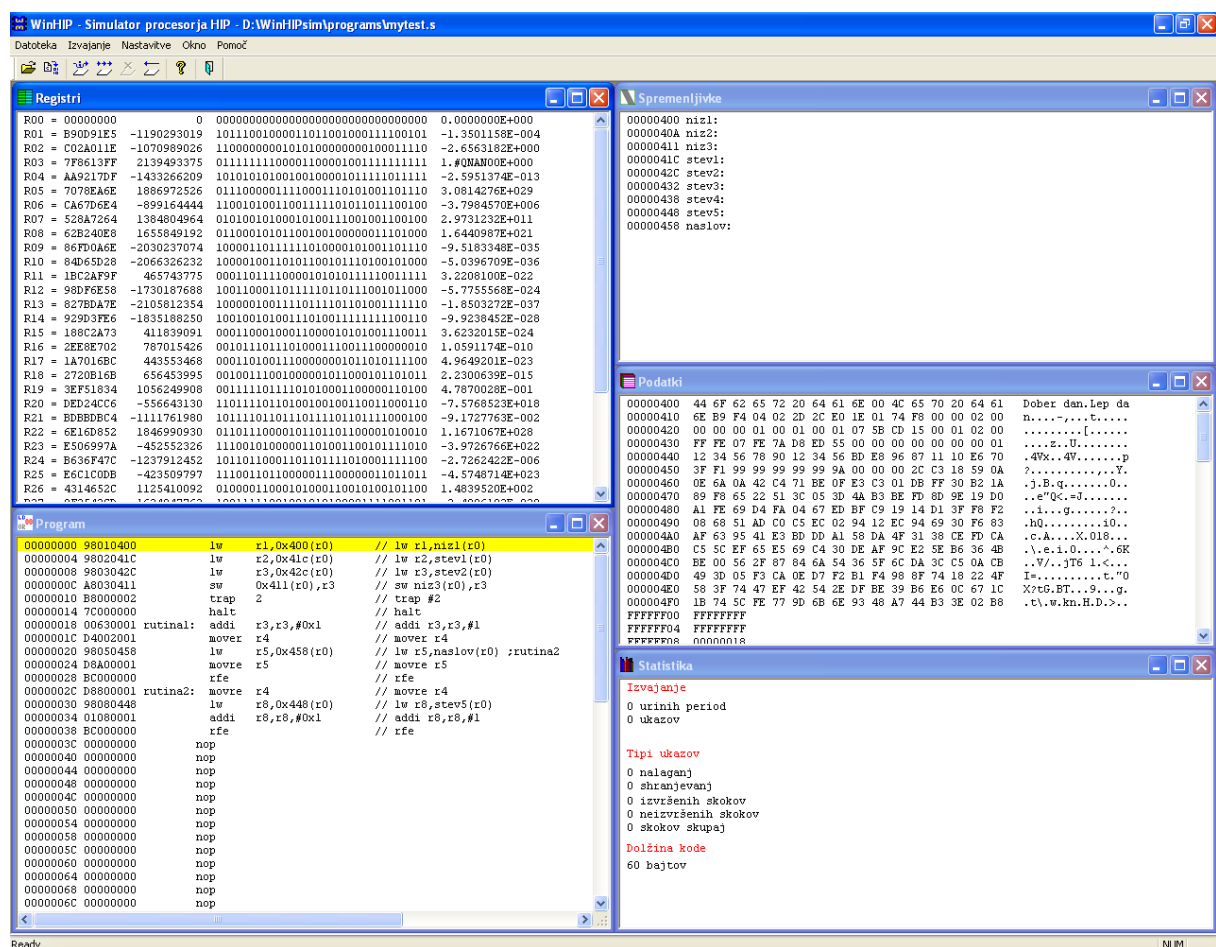 WinHIP - Simulator procesorja HIP - D:\WinHIPsim\programs\mytest.s
Datoteka Izvajanje Nastavitve Okno Pomoč
Registri
R00 = 00000000 0 00000000000000000000000000000000 0.0000000E+000
R01 = B90D91E5 -1190293019 10111001000011011001000111100101 -1.3501158E-004
R02 = C02A011E -1070989026 11000000001010100000000100011110 -2.6563182E+000
R03 = 7F8613FF 2139493375 01111111100001100001001111111111 1.#QNAN00E+000
R04 = AA9217DF -1433266209 10101010100100100001011111011111 -2.5951374E-013
R05 = 7078EA6E 1886972526 01110000011110001110101001101110 3.0814276E+029
R06 = CA67D6E4 -899164444 11001010011001111101011011100100 -3.7984570E+006
R07 = 528A7264 1384804964 01010010100010100111001001100100 2.9731232E+011
R08 = 62B240E8 1655849192 01100010101100100100000011101000 1.6440987E+021
R09 = 86FD0A6E -2030237074 10000110111111010000101001101110 -9.5183348E-035
R10 = 84D65D28 -2066326232 10000100110101100101110100101000 -5.0396709E-036
R11 = 1BC2AF9F 465743775 00011011110000101010111110011111 3.2208100E-022
R12 = 98DF6E58 -1730187688 10011000110111110110111001011000 -5.7755568E-024
R13 = 827BDA7E -2105812354 10000010011110111101101001111110 -1.8503272E-037
R14 = 929D3FE6 -1835188250 10010010100111010011111111100110 -9.9238452E-028
R15 = 188C2A73 411839091 00011000100011000010101001110011 3.6232015E-024
R16 = 2EE8E702 787015426 00101110111010001110011100000010 1.0591174E-010
R17 = 1A7016BC 443553468 00011010011100000001011010111100 4.9649201E-023
R18 = 2720B16B 656453995 00100111001000001011000101101011 2.2300639E-015
R19 = 3EF51834 1056249908 00111110111101010001100000110100 4.7870028E-001
R20 = DED24CC6 -556643130 11011110110100100100110011000110 -7.5768523E+018
R21 = BDBBDBC4 -1111761980 10111101101110111101101111000100 -9.1727763E-002
R22 = 6E16D852 1846990930 01101110000101101101100001010010 1.1671067E+028
R23 = E506997A -452552326 11100101000001101001100101111010 -3.9726766E+022
R24 = B636F47C -1237912452 10110110001101101111010001111100 -2.7262422E-006
R25 = E6C1C0DB -423509797 11100110110000011100000011011011 -4.5748714E+023
R26 = 4314652C 1125410092 01000011000101000110010100101100 1.4839520E+002
Program
00000000 98010400 lw r1,0x400(r0) // lw r1,niz1(r0)
00000004 9802041C lw r2,0x41c(r0) // lw r2,stev1(r0)
00000008 9803042C lw r3,0x42c(r0) // lw r3,stev2(r0)
0000000C A8030411 sw 0x411(r0),r3 // sw niz3(r0),r3
00000010 B8000002 trap 2 // trap #2
00000014 7C000000 halt // halt
00000018 00630001 rutina1: addi r3,r3,#0x1 // addi r3,r3,#1
0000001C D4002001 mover r4 // mover r4
00000020 98050458 lw r5,0x458(r0) // lw r5,naslov(r0) ;rutina2
00000024 D8A00001 movre r5 // movre r5
00000028 BC000000 rfe // rfe
0000002C D8800001 rutina2: movre r4 // movre r4
00000030 98080448 lw r8,0x448(r0) // lw r8,stev5(r0)
00000034 01080001 addi r8,r8,#0x1 // addi r8,r8,#1
00000038 BC000000 rfe // rfe
0000003C 00000000 nop
00000040 00000000 nop
00000044 00000000 nop
00000048 00000000 nop
0000004C 00000000 nop
00000050 00000000 nop
00000054 00000000 nop
00000058 00000000 nop
0000005C 00000000 nop
00000060 00000000 nop
00000064 00000000 nop
00000068 00000000 nop
0000006C 00000000 nop
Spremenljivke
00000400 niz1:
0000040A niz2:
00000411 niz3:
0000041C stev1:
0000042C stev2:
00000432 stev3:
00000438 stev4:
00000448 stev5:
00000458 naslov:
Podatki
00000400 44 6F 62 65 72 20 64 61 6E 00 4C 65 70 20 64 61 Dober dan.Lep da
00000410 6E B9 F4 04 02 2D 2C E0 1E 01 74 F8 00 00 02 00 n....-,...t.....
00000420 00 00 00 01 00 01 00 01 07 5B CD 15 00 01 02 00 .........[......
00000430 FF FE 07 FE 7A D8 ED 55 00 00 00 00 00 00 00 01 ....z..U........
00000440 12 34 56 78 90 12 34 56 BD E8 96 87 11 10 E6 70 .4Vx..4V.......p
00000450 3F F1 99 99 99 99 99 9A 00 00 00 2C C3 18 59 0A ?..........,..Y.
00000460 0E 6A 0A 42 C4 71 BE 0F E3 C3 01 DB FF 30 B2 1A .j.B.q.......0..
00000470 89 F8 65 22 51 3C 05 3D 4A B3 BE FD 8D 9E 19 D0 ..e"Q<.=J.......
00000480 A1 FE 69 D4 FA 04 67 ED BF C9 19 14 D1 3F F8 F2 ..i...g......?..
00000490 08 68 51 AD C0 C5 EC 02 94 12 EC 94 69 30 F6 83 .hQ.........i0..
000004A0 AF 63 95 41 E3 BD DD A1 58 DA 4F 31 38 CE FD CA .c.A....X.O18...
000004B0 C5 5C EF 65 E5 69 C4 30 DE AF 9C E2 5E B6 36 4B .\.e.i.0....^.6K
000004C0 BE 00 56 2F 87 84 6A 54 36 5F 6C DA 3C C5 0A CB ..V/..jT6_l.<...
000004D0 49 3D 05 F3 CA 0E D7 F2 B1 F4 98 8F 74 18 22 4F I=..........t."O
000004E0 58 3F 74 47 EF 42 54 2E DF BE 39 B6 E6 0C 67 1C X?tG.BT...9...g.
000004F0 1B 74 5C FE 77 9D 6B 6E 93 48 A7 44 B3 3E 02 B8 .t\.w.kn.H.D.>..
FFFFFF00 FFFFFFFF
FFFFFF04 FFFFFFFF
FFFFFF08 00000018
Statistika
Izvajanje
0 urinih period
0 ukazov
Tipi ukazov
0 nalaganj
0 shranjevanj
0 izvršenih skokov
0 neizvršenih skokov
0 skokov skupaj
Dolžina kode
60 bajtov
Ready
NUM